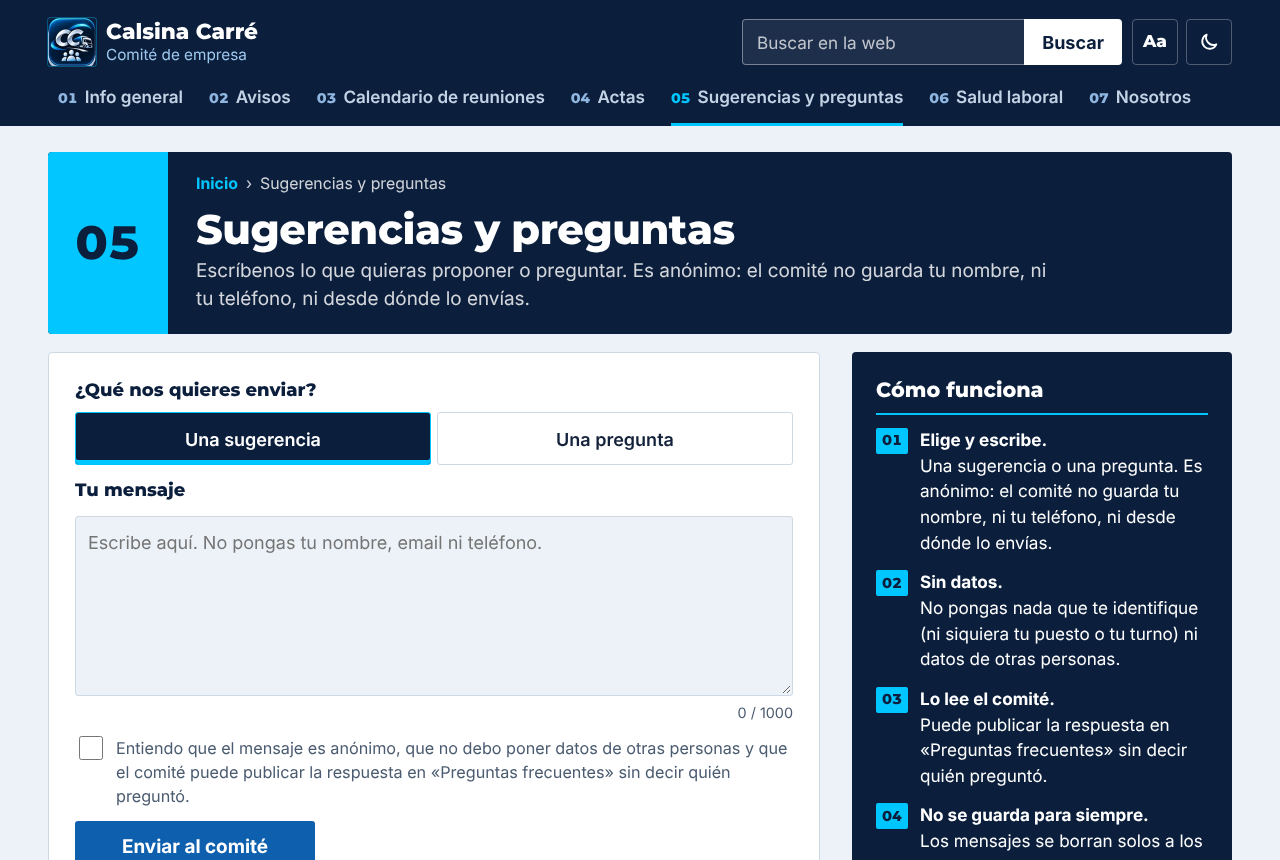 Calsina Carré
Comité de empresa
Buscar en la web
Buscar
Aa
01 Info general
02 Avisos
03 Calendario de reuniones
04 Actas
05 Sugerencias y preguntas
06 Salud laboral
07 Nosotros
05
Inicio › Sugerencias y preguntas
Sugerencias y preguntas
Escríbenos lo que quieras proponer o preguntar. Es anónimo: el comité no guarda tu nombre, ni
tu teléfono, ni desde dónde lo envías.
¿Qué nos quieres enviar?
Una sugerencia
Una pregunta
Tu mensaje
Escribe aquí. No pongas tu nombre, email ni teléfono.
0 / 1000
Entiendo que el mensaje es anónimo, que no debo poner datos de otras personas y que
el comité puede publicar la respuesta en «Preguntas frecuentes» sin decir quién
preguntó.
Enviar al comité
Cómo funciona
01 Elige y escribe.
Una sugerencia o una pregunta. Es
anónimo: el comité no guarda tu
nombre, ni tu teléfono, ni desde
dónde lo envías.
02 Sin datos.
No pongas nada que te identifique
(ni siquiera tu puesto o tu turno) ni
datos de otras personas.
03 Lo lee el comité.
Puede publicar la respuesta en
«Preguntas frecuentes» sin decir
quién preguntó.
04 No se guarda para siempre.
Los mensajes se borran solos a los